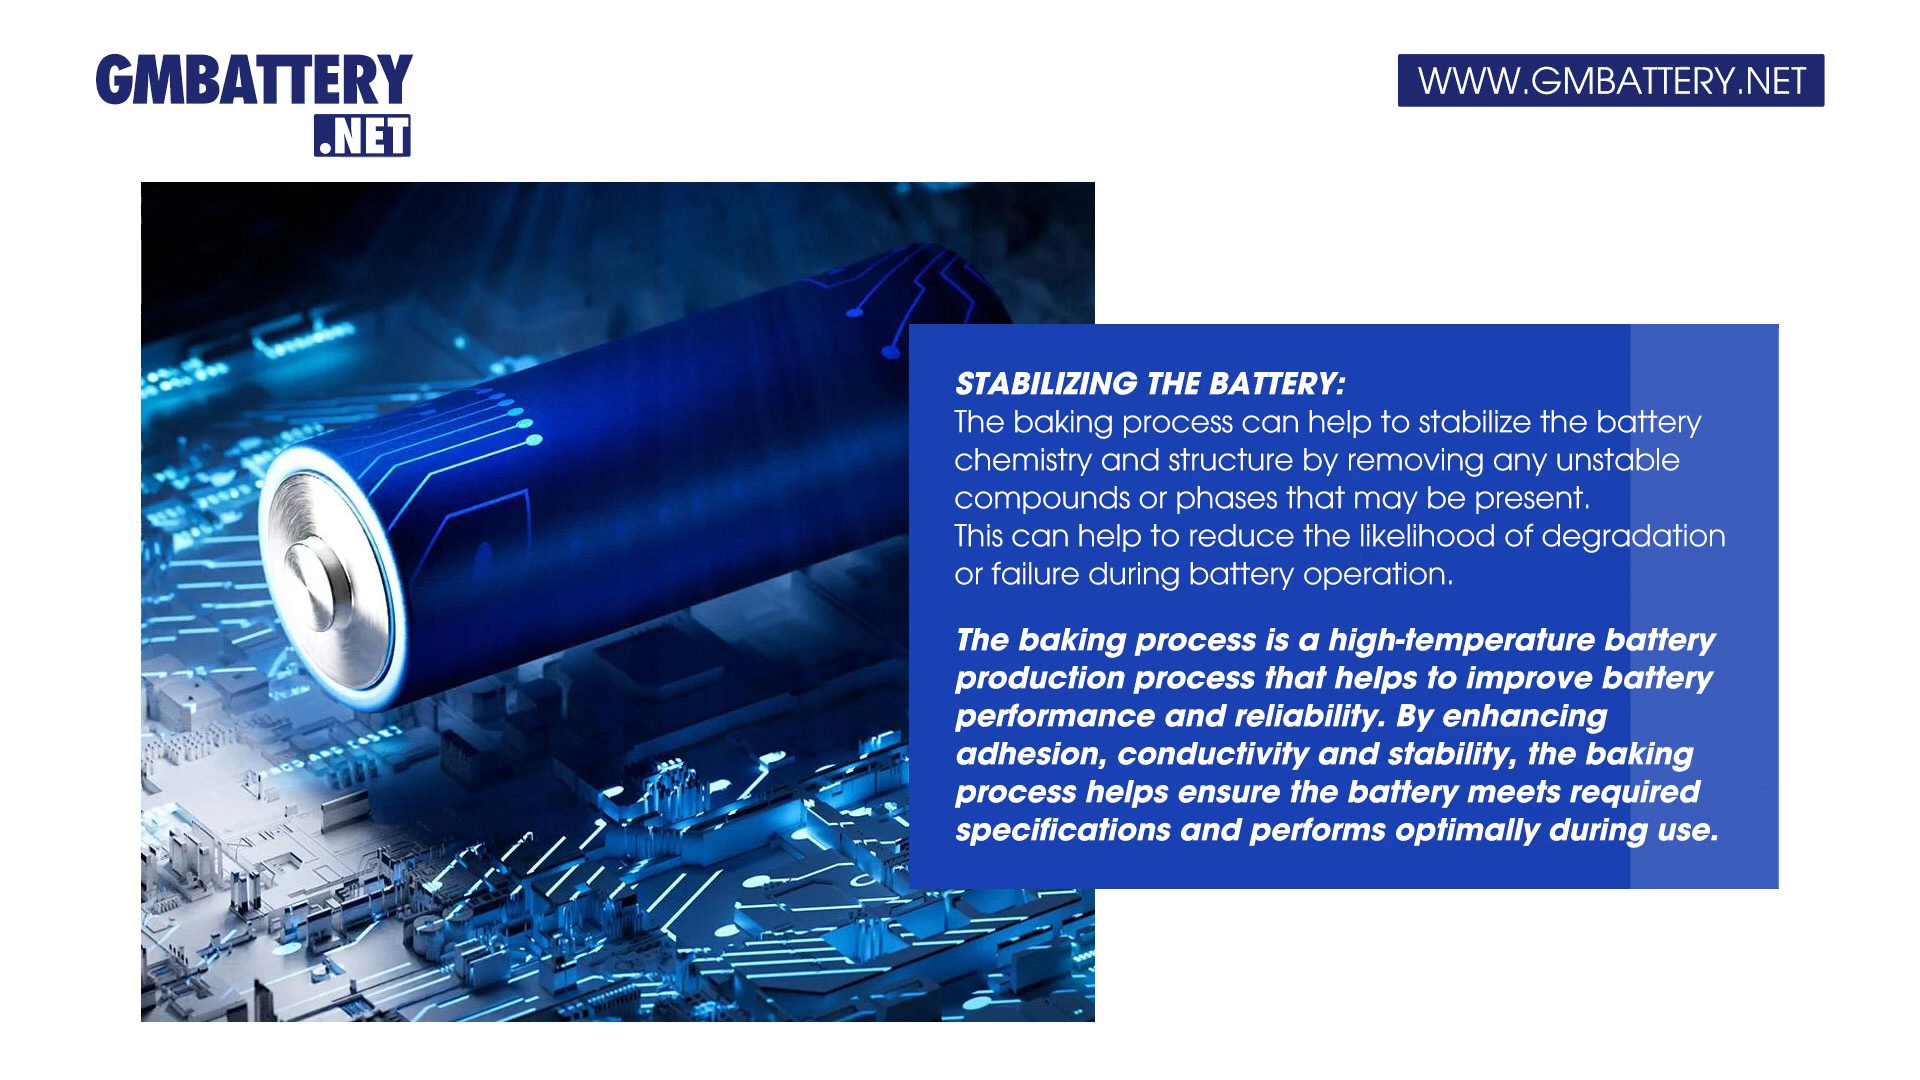 GMBATTERY
.NET
WWW.GMBATTERY.NET
STABILIZING THE BATTERY:
The baking process can help to stabilize the battery
chemistry and structure by removing any unstable
compounds or phases that may be present.
This can help to reduce the likelihood of degradation
or failure during battery operation.
The baking process is a high-temperature battery
production process that helps to improve battery
performance and reliability. By enhancing
adhesion, conductivity and stability, the baking
process helps ensure the battery meets required
specifications and performs optimally during use.